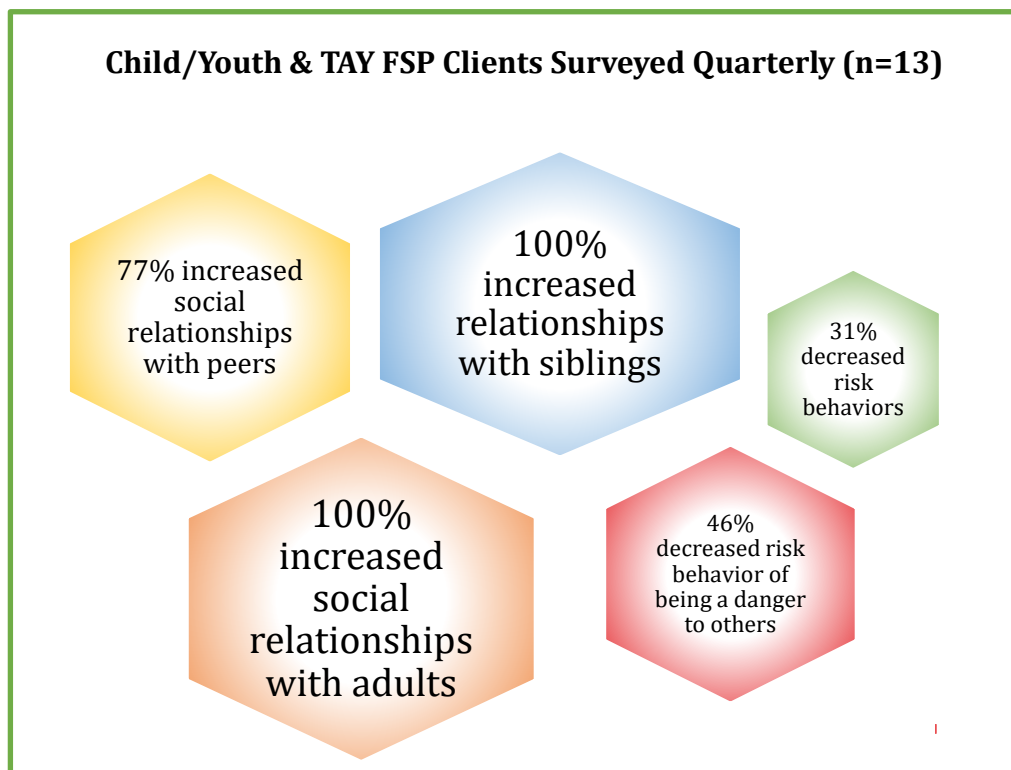 Child/Youth & TAY FSP Clients Surveyed Quarterly (n=13)
77% increased
social
relationships
with peers
100%
increased
relationships
with siblings
31%
decreased
risk
behaviors
100%
increased
social
relationships
with adults
46%
decreased risk
behavior of
being a danger
to others